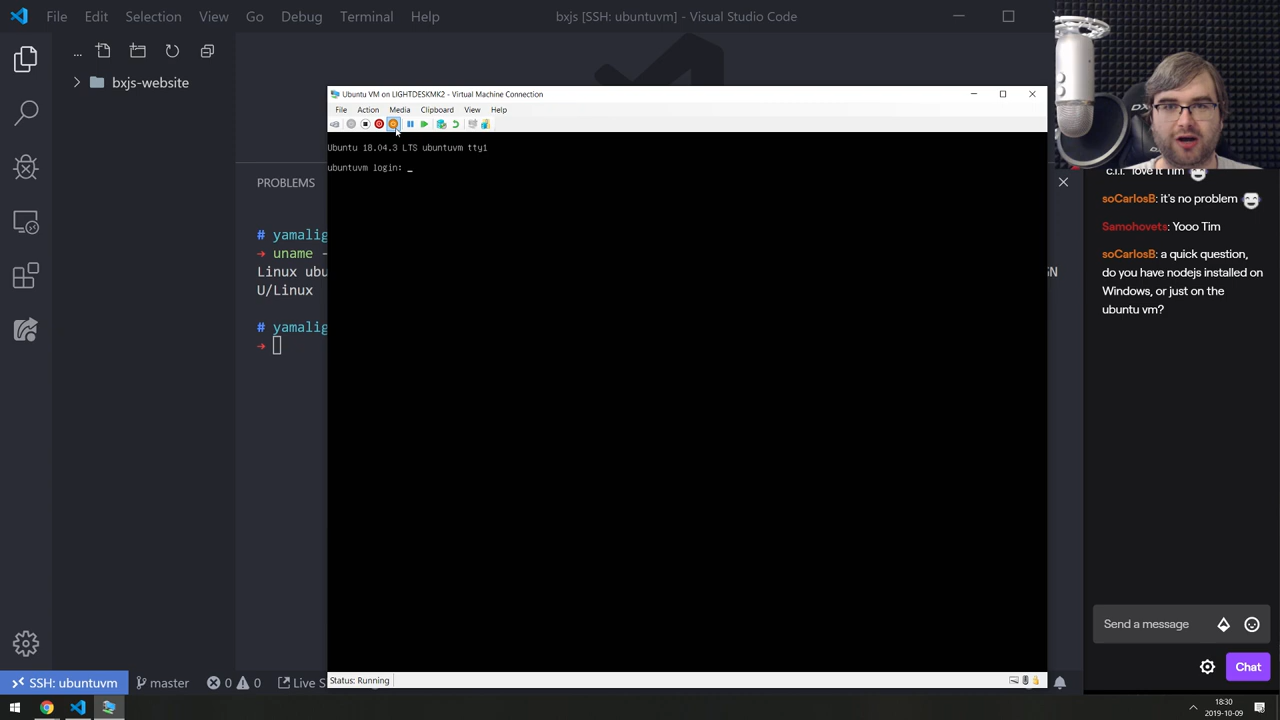 File Edit Selection View Go Debug Terminal Help
bxjs [SSH: ubuntuvm] - Visual Studio Code
...
bxjs-website
Ubuntu VM on LIGHTDESKMK2 - Virtual Machine Connection
File Action Media Clipboard View Help
Ubuntu 18.04.3 LTS ubuntuvm tty1
ubuntuvm login: _
PROBLEMS
# yamalig
→ uname -
Linux ubu
U/Linux
# yamalig
→
Status: Running
SSH: ubuntuvm
master
0 0
Live S
love it Tim
soCarlosB: it's no problem
Samohovets: Yooo Tim
soCarlosB: a quick question,
do you have nodejs installed on
Windows, or just on the
ubuntu vm?
Send a message
Chat
18:30
2019-10-09